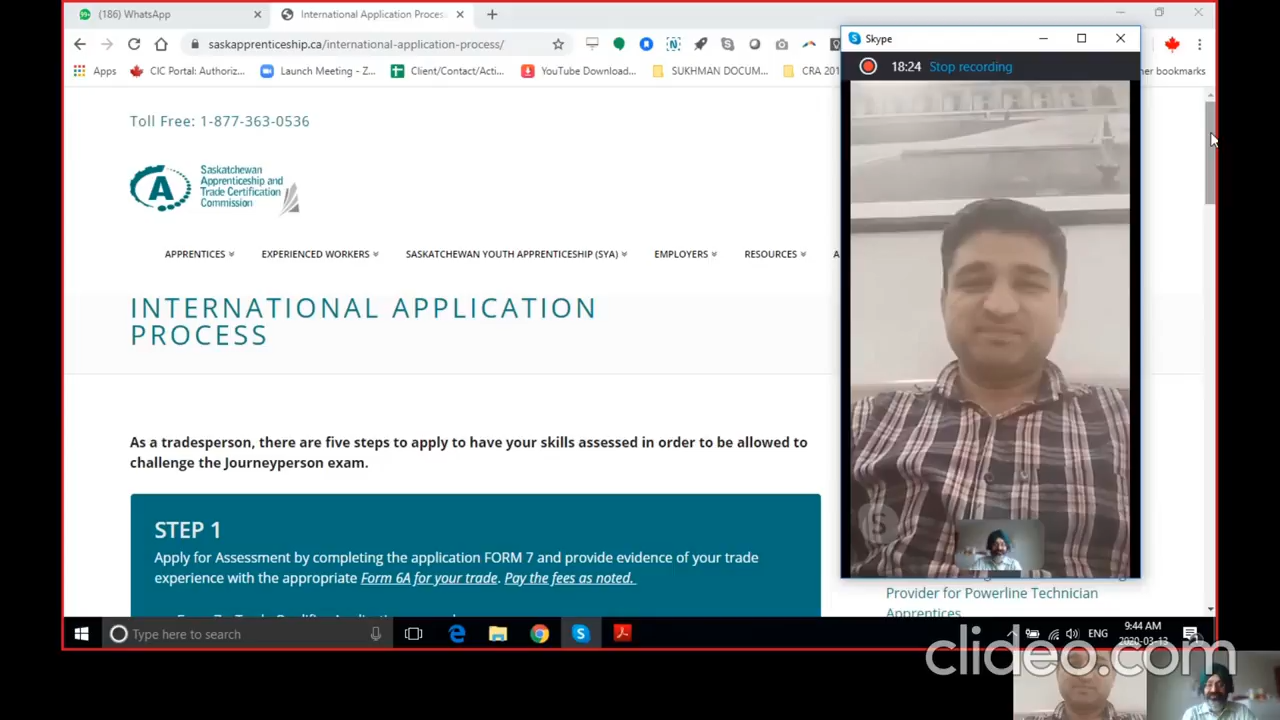 (186) WhatsApp
International Application Proces
saskapprenticeship.ca/international-application-process/
Apps
CIC Portal: Authoriz...
Launch Meeting - Z...
Client/Contact/Acti...
YouTube Download...
SUKHMAN DOCUM...
CRA 201
her bookmarks
Skype
18:24 Stop recording
Toll Free: 1-877-363-0536
A
Saskatchewan
Apprenticeship and
Trade Certification
Commission
APPRENTICES
EXPERIENCED WORKERS
SASKATCHEWAN YOUTH APPRENTICESHIP (SYA)
EMPLOYERS
RESOURCES
A
INTERNATIONAL APPLICATION
PROCESS
As a tradesperson, there are five steps to apply to have your skills assessed in order to be allowed to
challenge the Journeyperson exam.
STEP 1
Apply for Assessment by completing the application FORM 7 and provide evidence of your trade
experience with the appropriate Form 6A for your trade. Pay the fees as noted.
Provider for Powerline Technician
Apprentices
Type here to search
ENG
9:44 AM
2020-03-13
clideo.com